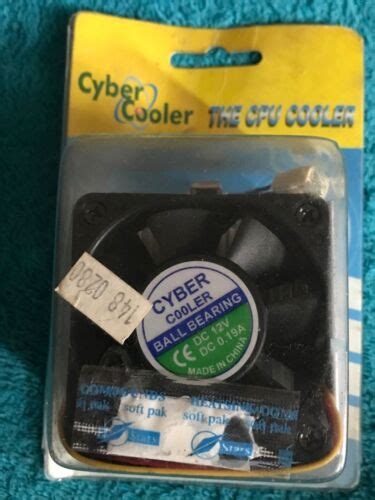 Cyber
Cooler
THE CPU COOLER
148 0280
CYBER
COOLER
BALL BEARING
CE DC 12V
DC 0.19A
MADE IN CHINA
soft pak
soft pak
Stars